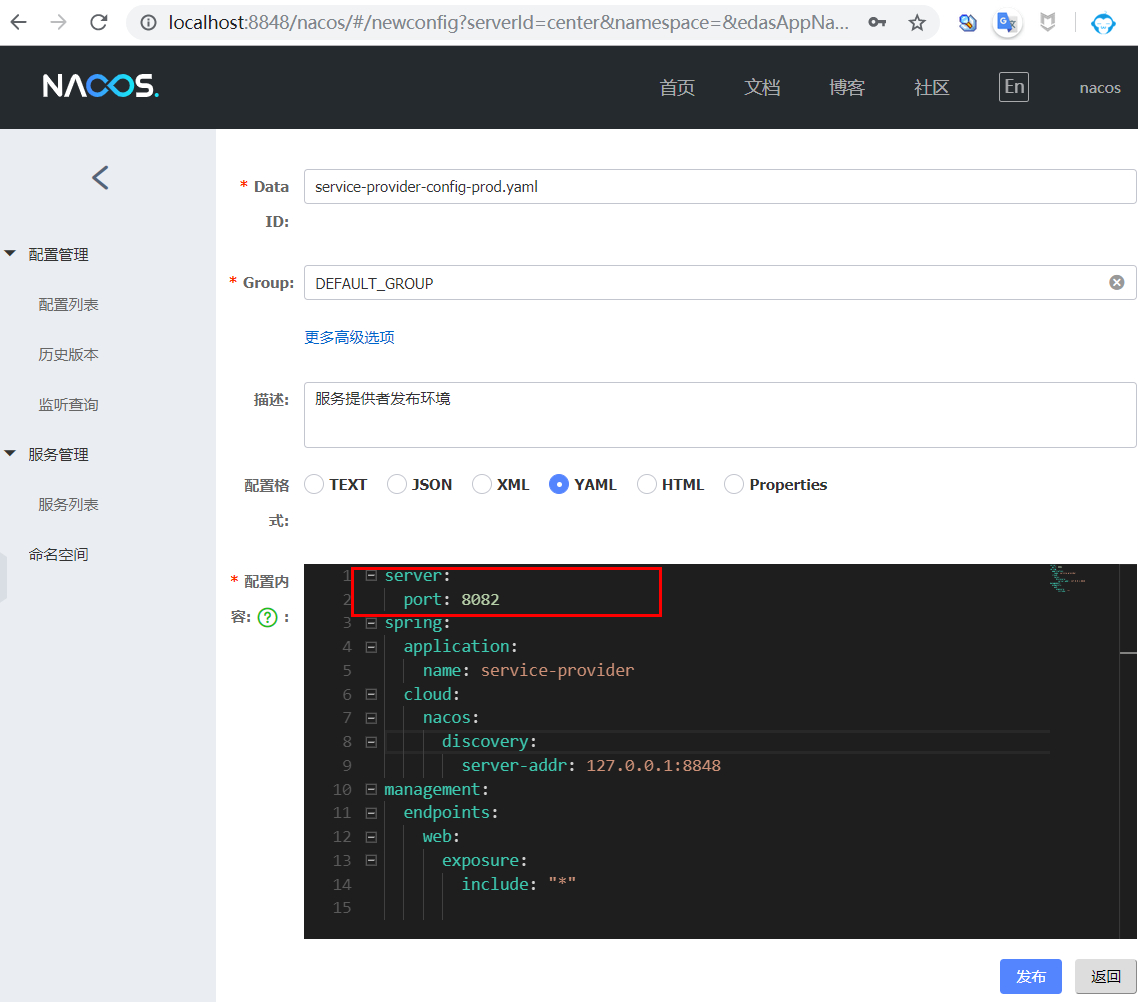 localhost:8848/nacos/#/newconfig?serverId=center&namespace=&edasAppNa...
NACOS.
首页 文档 博客 社区 En nacos
* Data ID:
service-provider-config-prod.yaml
配置管理
* Group:
DEFAULT_GROUP
配置列表
更多高级选项
历史版本
描述:
服务提供者发布环境
监听查询
服务管理
配置格式:
TEXT JSON XML YAML HTML Properties
服务列表
命名空间
* 配置内容: ? :
1 server:
2 port: 8082
3 spring:
4 application:
5 name: service-provider
6 cloud:
7 nacos:
8 discovery:
9 server-addr: 127.0.0.1:8848
10 management:
11 endpoints:
12 web:
13 exposure:
14 include: "*"
15
发布 返回